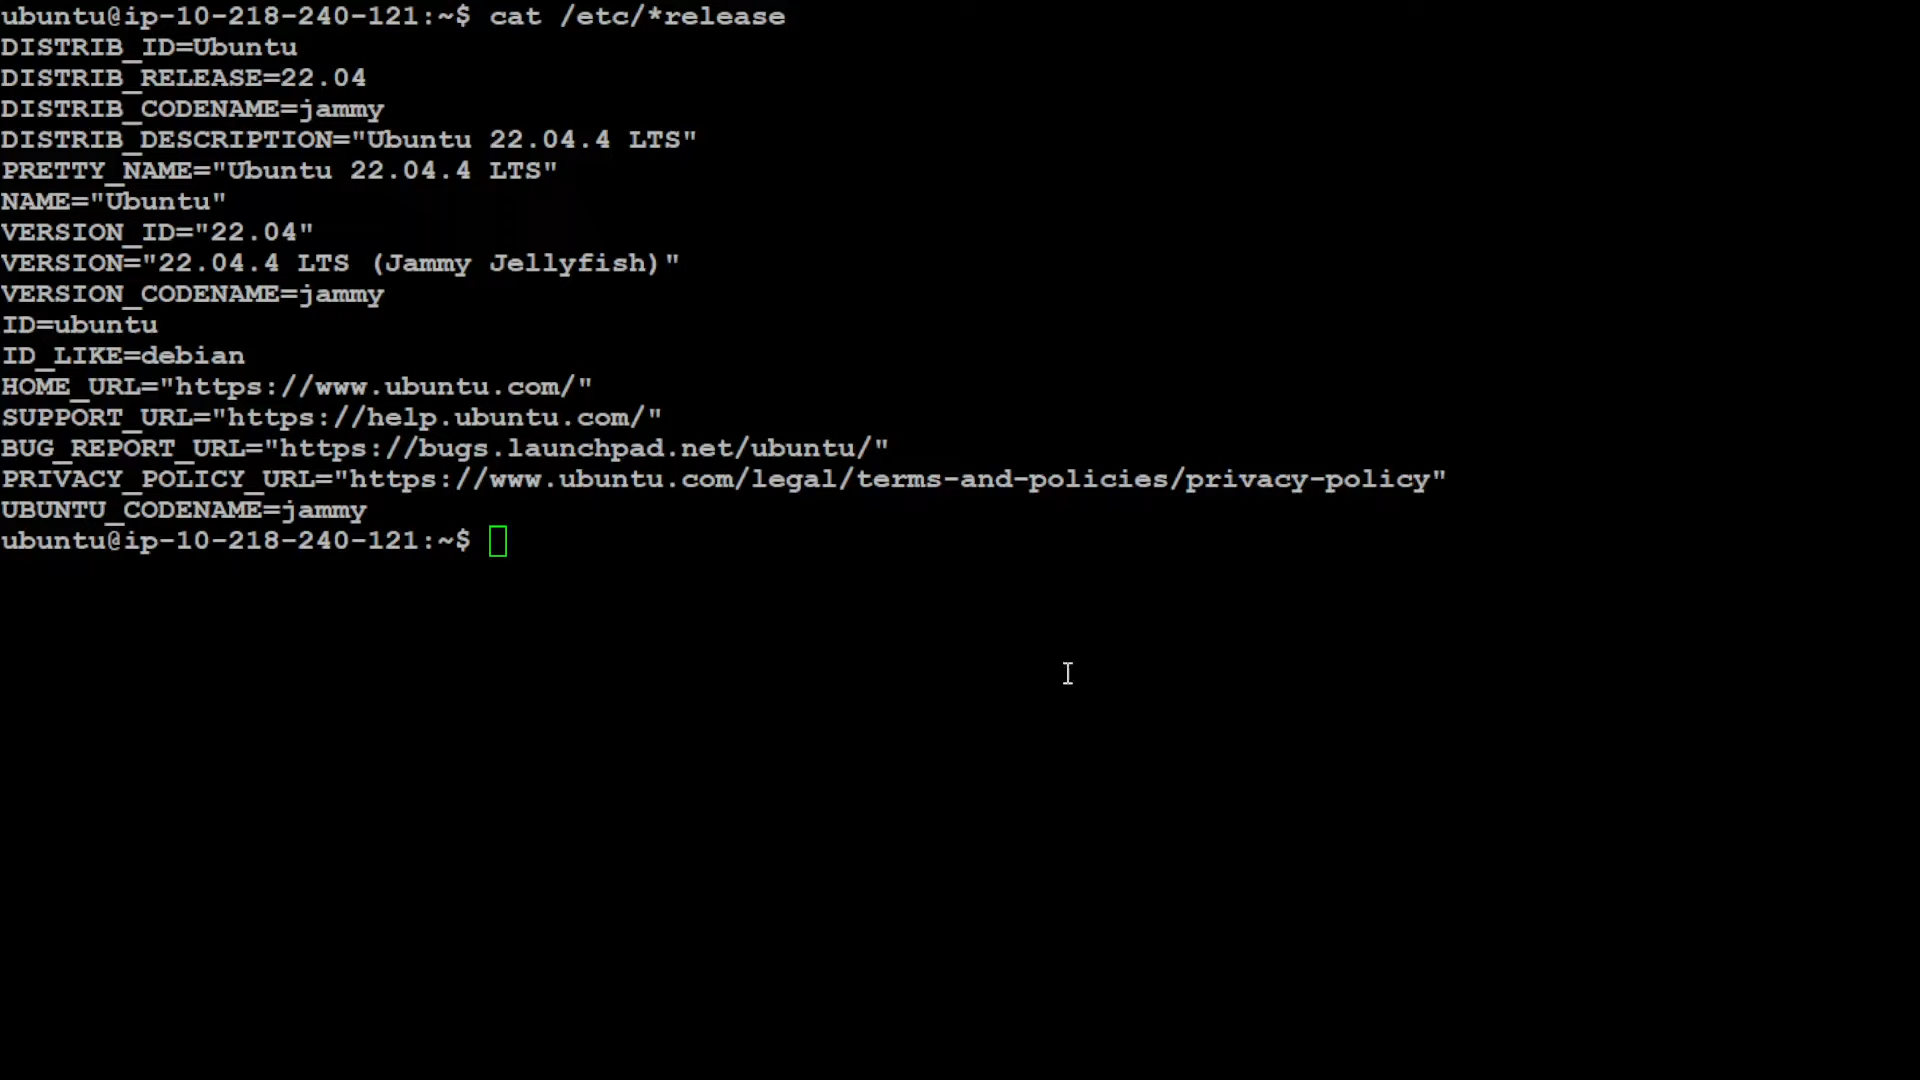 ubuntu@ip-10-218-240-121:~$ cat /etc/*release
DISTRIB_ID=Ubuntu
DISTRIB_RELEASE=22.04
DISTRIB_CODENAME=jammy
DISTRIB_DESCRIPTION="Ubuntu 22.04.4 LTS"
PRETTY_NAME="Ubuntu 22.04.4 LTS"
NAME="Ubuntu"
VERSION_ID="22.04"
VERSION="22.04.4 LTS (Jammy Jellyfish)"
VERSION_CODENAME=jammy
ID=ubuntu
ID_LIKE=debian
HOME_URL="https://www.ubuntu.com/"
SUPPORT_URL="https://help.ubuntu.com/"
BUG_REPORT_URL="https://bugs.launchpad.net/ubuntu/"
PRIVACY_POLICY_URL="https://www.ubuntu.com/legal/terms-and-policies/privacy-policy"
UBUNTU_CODENAME=jammy
ubuntu@ip-10-218-240-121:~$